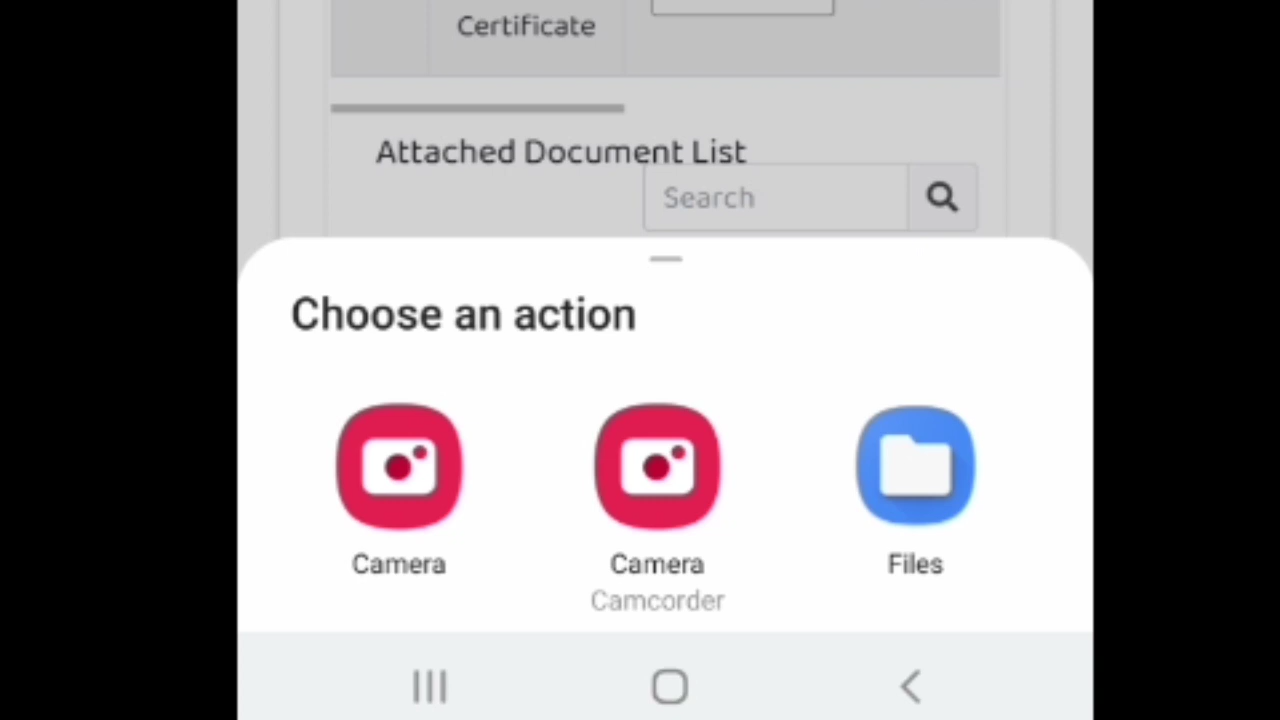 Certificate
Attached Document List
Search
Choose an action
Camera
Camera
Camcorder
Files